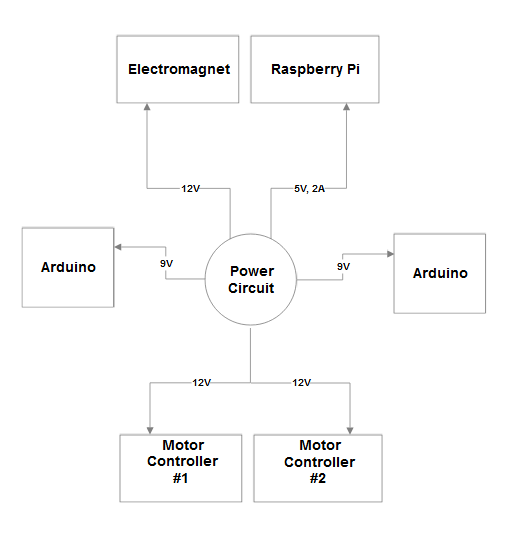 Electromagnet
Raspberry Pi
12V
5V, 2A
Arduino
9V
Power
Circuit
9V
Arduino
12V
12V
Motor
Controller
#1
Motor
Controller
#2